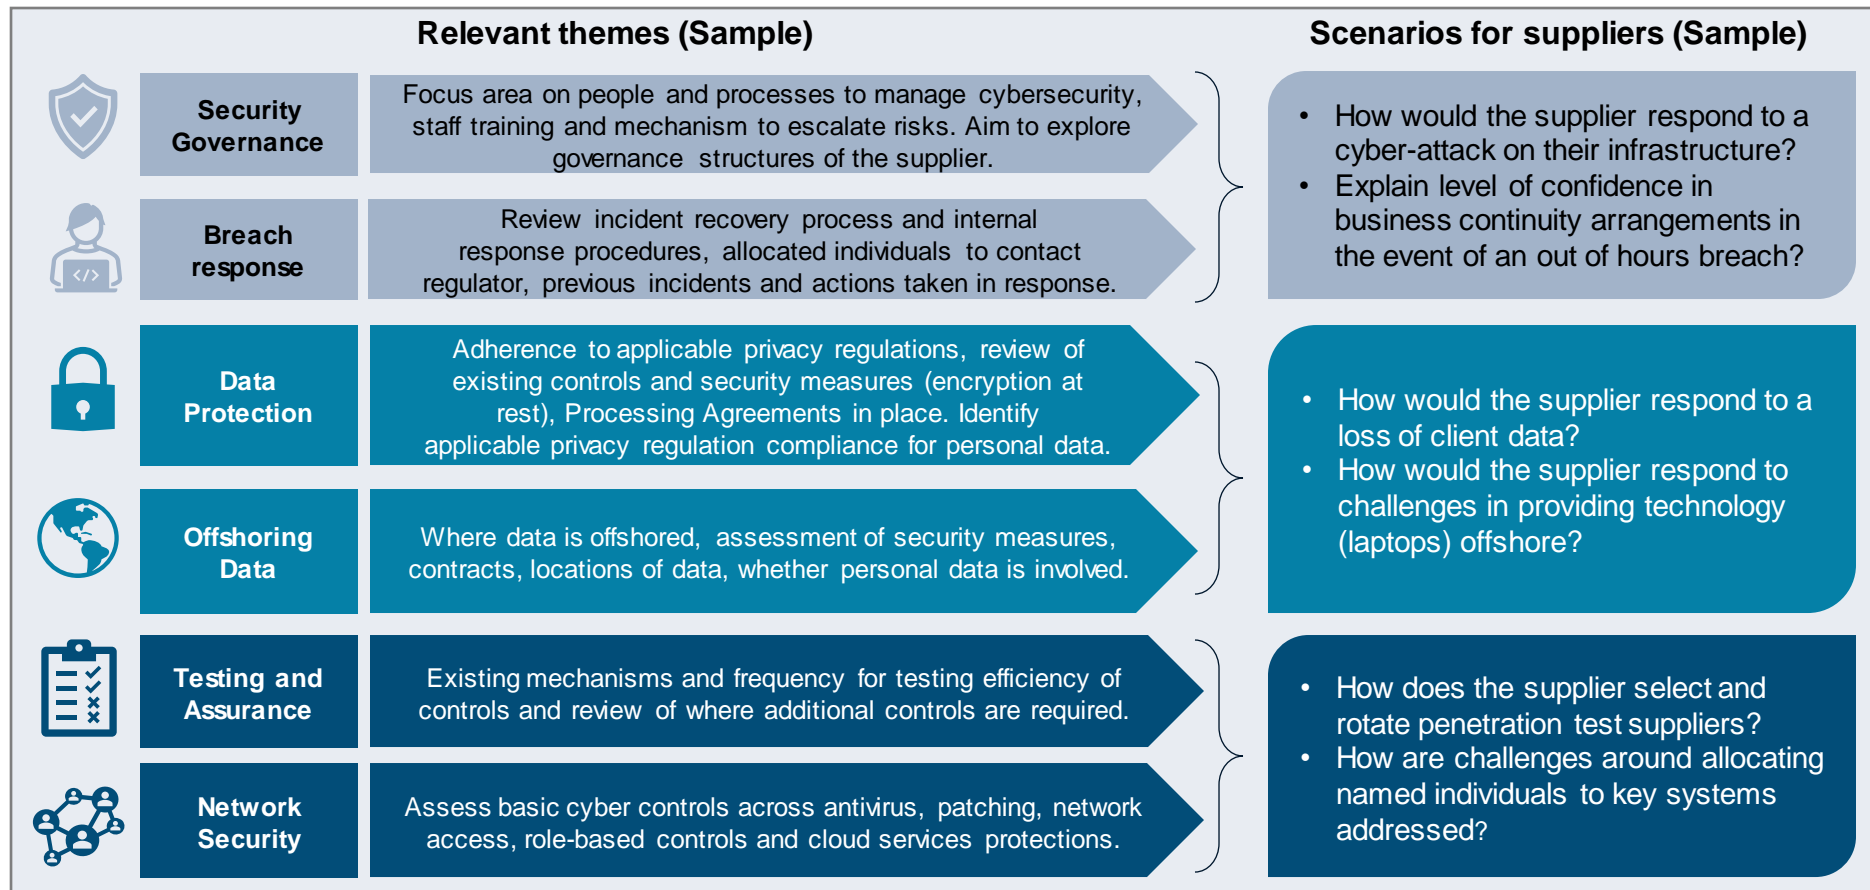 Relevant themes (Sample)
Scenarios for suppliers (Sample)
Security
Governance
Focus area on people and processes to manage cybersecurity,
staff training and mechanism to escalate risks. Aim to explore
governance structures of the supplier.
Breach
response
Review incident recovery process and internal
response procedures, allocated individuals to contact
regulator, previous incidents and actions taken in response.
• How would the supplier respond to a
cyber-attack on their infrastructure?
• Explain level of confidence in
business continuity arrangements in
the event of an out of hours breach?
Data
Protection
Adherence to applicable privacy regulations, review of
existing controls and security measures (encryption at
rest), Processing Agreements in place. Identify
applicable privacy regulation compliance for personal data.
Offshoring
Data
Where data is offshored, assessment of security measures,
contracts, locations of data, whether personal data is involved.
• How would the supplier respond to a
loss of client data?
• How would the supplier respond to
challenges in providing technology
(laptops) offshore?
Testing and
Assurance
Existing mechanisms and frequency for testing efficiency of
controls and review of where additional controls are required.
Network
Security
Assess basic cyber controls across antivirus, patching, network
access, role-based controls and cloud services protections.
• How does the supplier select and
rotate penetration test suppliers?
• How are challenges around allocating
named individuals to key systems
addressed?